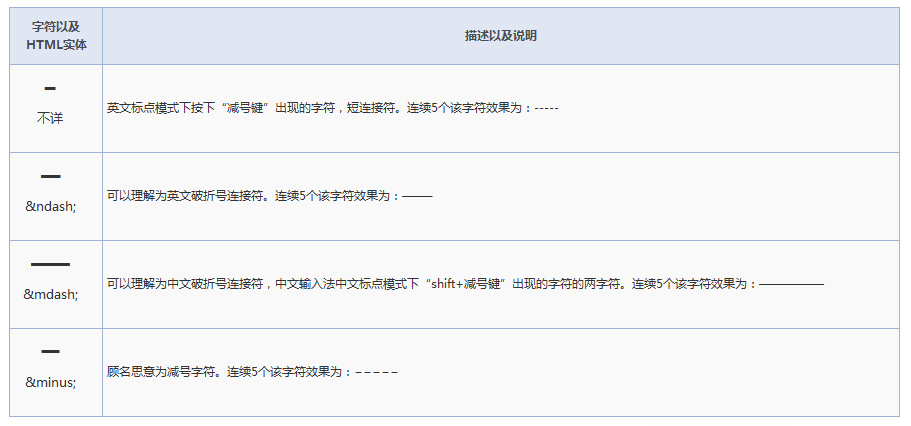 字符以及
HTML实体
描述以及说明
-
不详
英文标点模式下按下“减号键”出现的字符，短连接符。连续5个该字符效果为：-----
–
&ndash;
可以理解为英文破折号连接符。连续5个该字符效果为：–––––
—
&mdash;
可以理解为中文破折号连接符，中文输入法中文标点模式下“shift+减号键”出现的字符的两字符。连续5个该字符效果为：—————
−
&minus;
顾名思意为减号字符。连续5个该字符效果为：−−−−−